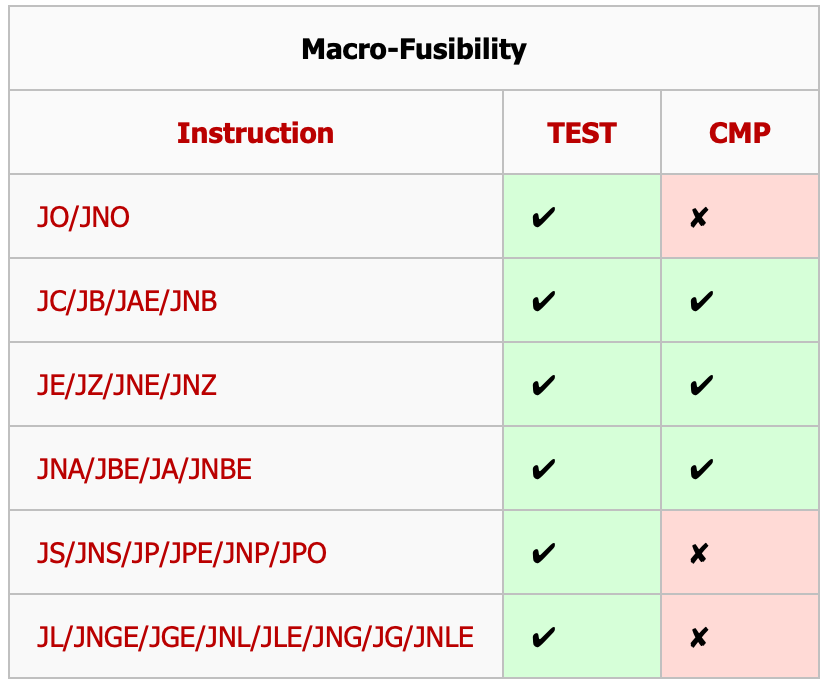 Macro-Fusibility
Instruction TEST CMP
JO/JNO ✔ ✘
JC/JB/JAE/JNB ✔ ✔
JE/JZ/JNE/JNZ ✔ ✔
JNA/JBE/JA/JNBE ✔ ✔
JS/JNS/JP/JPE/JNP/JPO ✔ ✘
JL/JNGE/JGE/JNL/JLE/JNG/JG/JNLE ✔ ✘